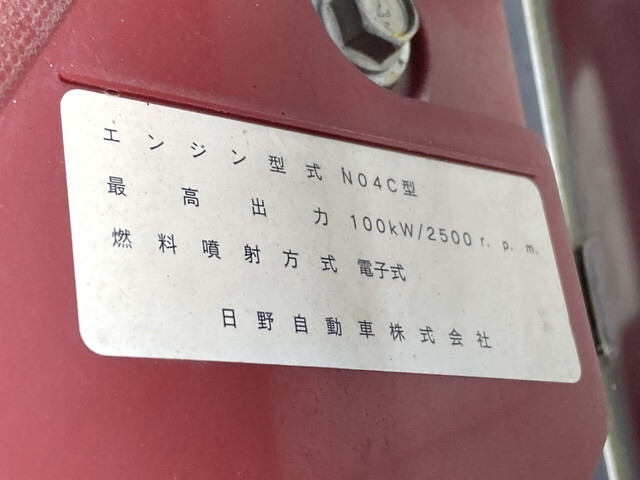 エンジン型式 N04C型
最高出力 100kW/2500r.p.m.
燃料噴射方式 電子式
日野自動車株式会社